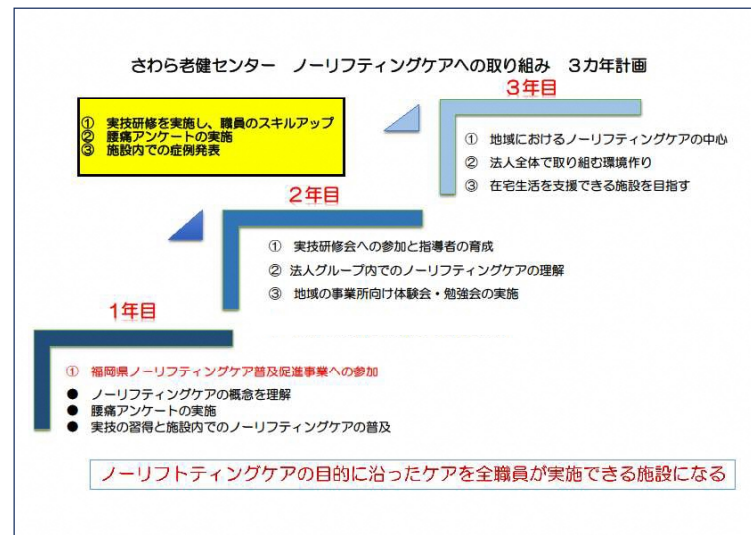 さわら老健センター　ノーリフティングケアへの取り組み　３カ年計画
３年目
① 地域におけるノーリフティングケアの中心
② 法人全体で取り組む環境作り
③ 在宅生活を支援できる施設を目指す
① 実技研修を実施し、職員のスキルアップ
② 腰痛アンケートの実施
③ 施設内での症例発表
２年目
① 実技研修会への参加と指導者の育成
② 法人グループ内でのノーリフティングケアの理解
③ 地域の事業所向け体験会・勉強会の実施
１年目
① 福岡県ノーリフティングケア普及促進事業への参加
● ノーリフティングケアの概念を理解
● 腰痛アンケートの実施
● 実技の習得と施設内でのノーリフティングケアの普及
ノーリフトティングケアの目的に沿ったケアを全職員が実施できる施設になる